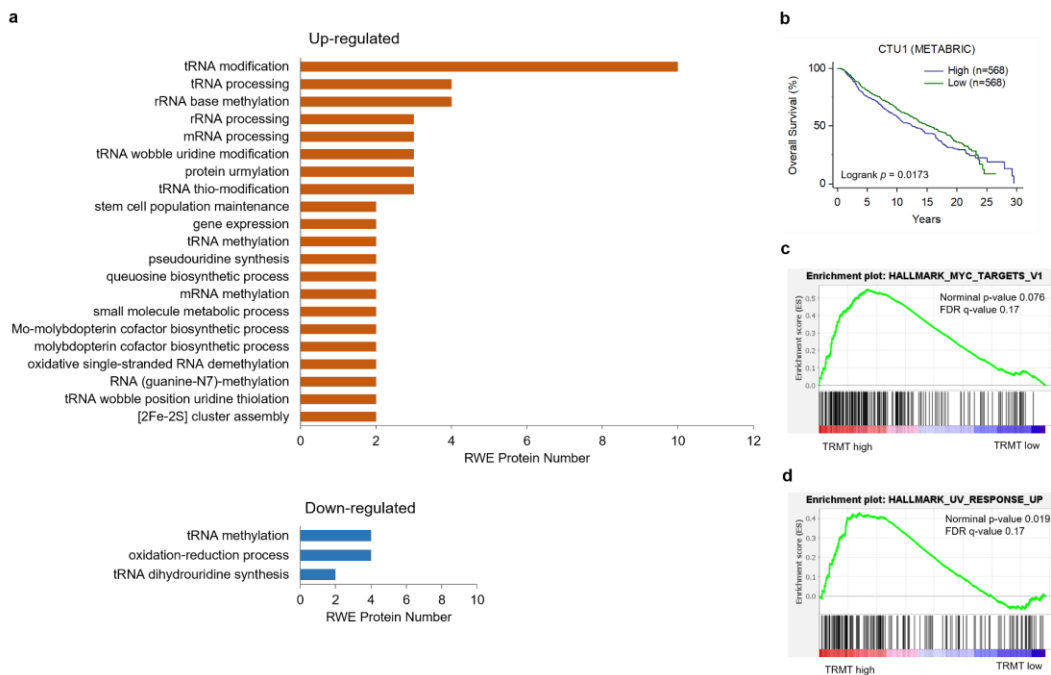 a
Up-regulated
tRNA modification
tRNA processing
rRNA base methylation
rRNA processing
mRNA processing
tRNA wobble uridine modification
protein urmylation
tRNA thio-modification
stem cell population maintenance
gene expression
tRNA methylation
pseudouridine synthesis
queuosine biosynthetic process
mRNA methylation
small molecule metabolic process
Mo-molybdopterin cofactor biosynthetic process
molybdopterin cofactor biosynthetic process
oxidative single-stranded RNA demethylation
RNA (guanine-N7)-methylation
tRNA wobble position uridine thiolation
[2Fe-2S] cluster assembly
0 2 4 6 8 10 12
RWE Protein Number
Down-regulated
tRNA methylation
oxidation-reduction process
tRNA dihydrouridine synthesis
0 2 4 6 8 10
RWE Protein Number
b
CTU1 (METABRIC)
High (n=568)
Low (n=568)
Overall Survival (%)
100
50
0
Logrank p = 0.0173
0 5 10 15 20 25 30
Years
c
Enrichment plot: HALLMARK_MYC_TARGETS_V1
Norminal p-value 0.076
FDR q-value 0.17
Enrichment score (ES)
0.5
0.4
0.3
0.2
0.1
0.0
TRMT high
TRMT low
d
Enrichment plot: HALLMARK_UV_RESPONSE_UP
Norminal p-value 0.019
FDR q-value 0.17
Enrichment score (ES)
0.4
0.3
0.2
0.1
0.0
TRMT high
TRMT low